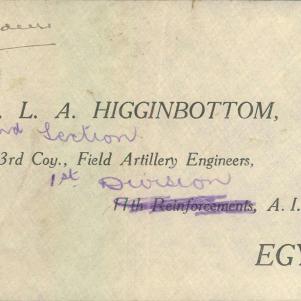 . L. A. HIGGINBOTTOM,
nd Section
3rd Coy., Field Artillery Engineers,
1st Division
11th Reinforcements, A. I.
EGY